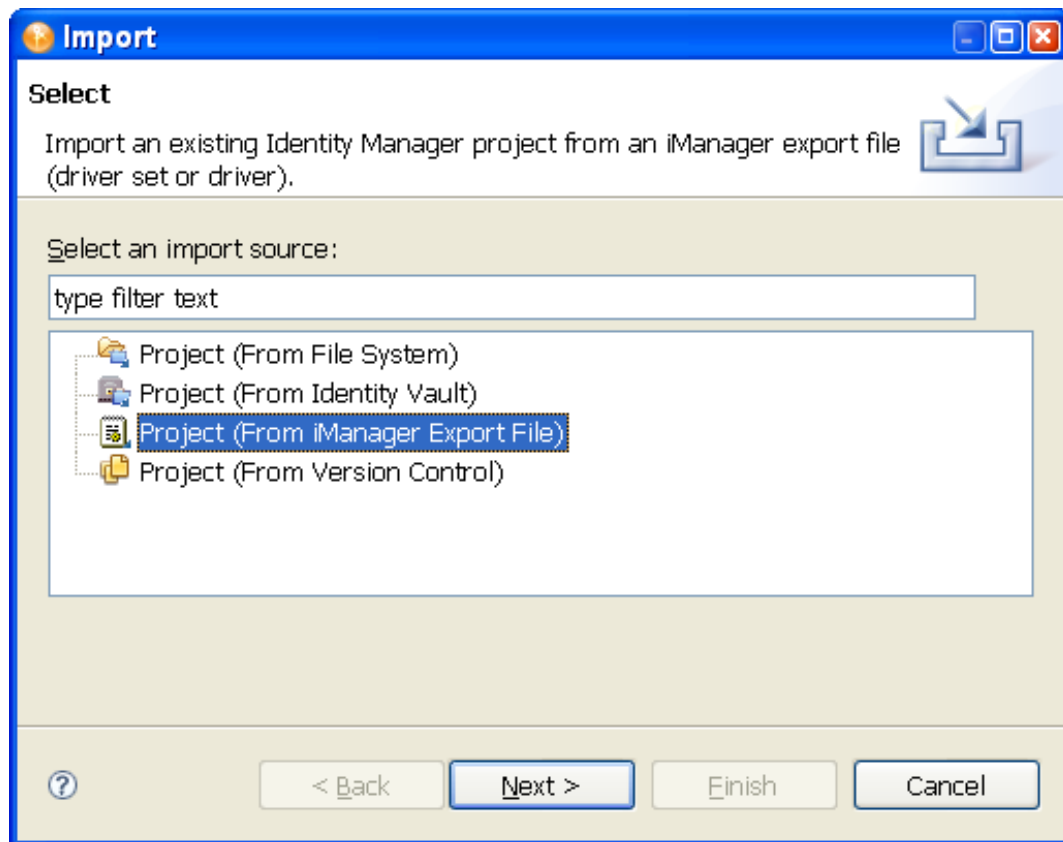 Import
Select
Import an existing Identity Manager project from an iManager export file
(driver set or driver).
Select an import source:
type filter text
Project (From File System)
Project (From Identity Vault)
Project (From iManager Export File)
Project (From Version Control)
?
< Back
Next >
Finish
Cancel